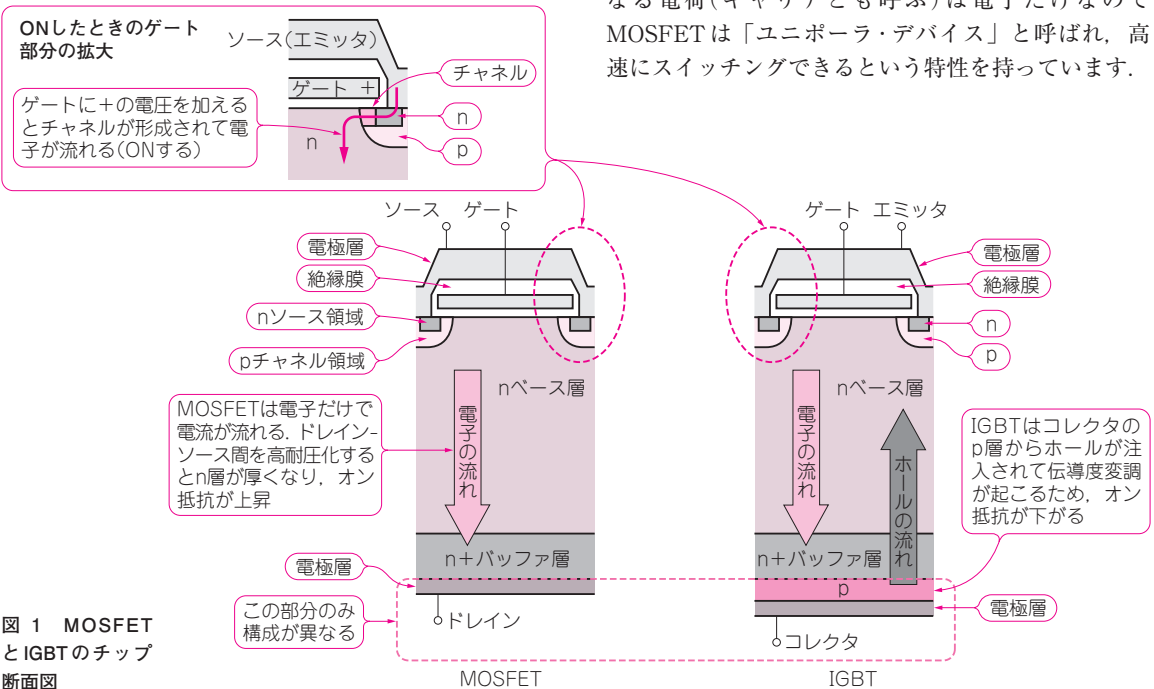 なる電荷(キャリアとも呼ぶ)は電子だけなので
MOSFETは「ユニポーラ・デバイス」と呼ばれ，高
速にスイッチングできるという特性を持っています．
ONしたときのゲート
部分の拡大
ソース(エミッタ)
ゲート +
チャネル
n
p
n
ゲートに＋の電圧を加える
とチャネルが形成されて電
子が流れる(ONする)
ソース ゲート
電極層
絶縁膜
nソース領域
pチャネル領域
nベース層
MOSFETは電子だけで
電流が流れる．ドレイン-
ソース間を高耐圧化する
とn層が厚くなり，オン
抵抗が上昇
電子の流れ
n+バッファ層
電極層
この部分のみ
構成が異なる
ドレイン
MOSFET
ゲート エミッタ
電極層
絶縁膜
n
p
nベース層
電子の流れ
ホールの流れ
IGBTはコレクタの
p層からホールが注
入されて伝導度変調
が起こるため，オン
抵抗が下がる
n+バッファ層
p
電極層
コレクタ
IGBT
図 1 MOSFET
とIGBTのチップ
断面図